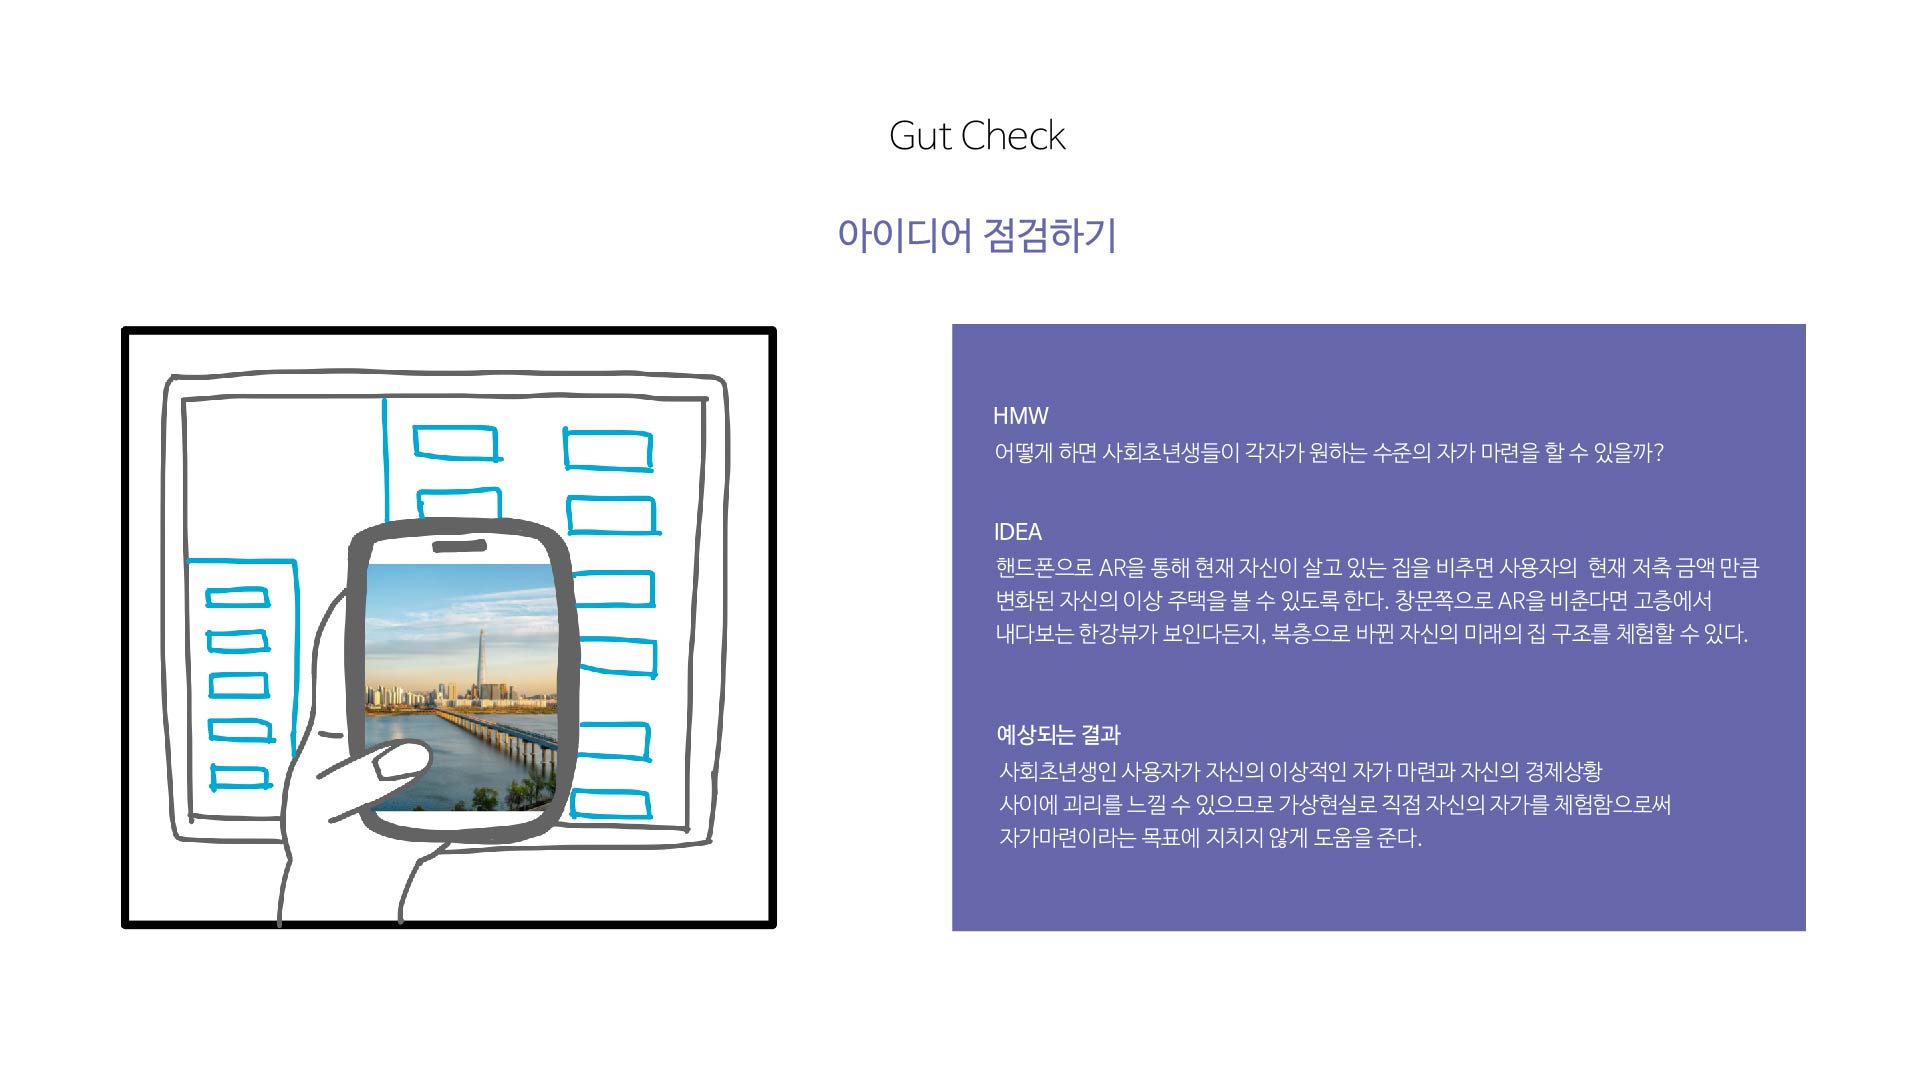 Gut Check
아이디어 점검하기
HMW
어떻게 하면 사회초년생들이 각자가 원하는 수준의 자가 마련을 할 수 있을까?
IDEA
핸드폰으로 AR을 통해 현재 자신이 살고 있는 집을 비추면 사용자의 현재 저축 금액 만큼
변화된 자신의 이상 주택을 볼 수 있도록 한다. 창문쪽으로 AR을 비춘다면 고층에서
내다보는 한강뷰가 보인다든지, 복층으로 바뀐 자신의 미래의 집 구조를 체험할 수 있다.
예상되는 결과
사회초년생인 사용자가 자신의 이상적인 자가 마련과 자신의 경제상황
사이에 괴리를 느낄 수 있으므로 가상현실로 직접 자신의 자가를 체험함으로써
자가마련이라는 목표에 지치지 않게 도움을 준다.